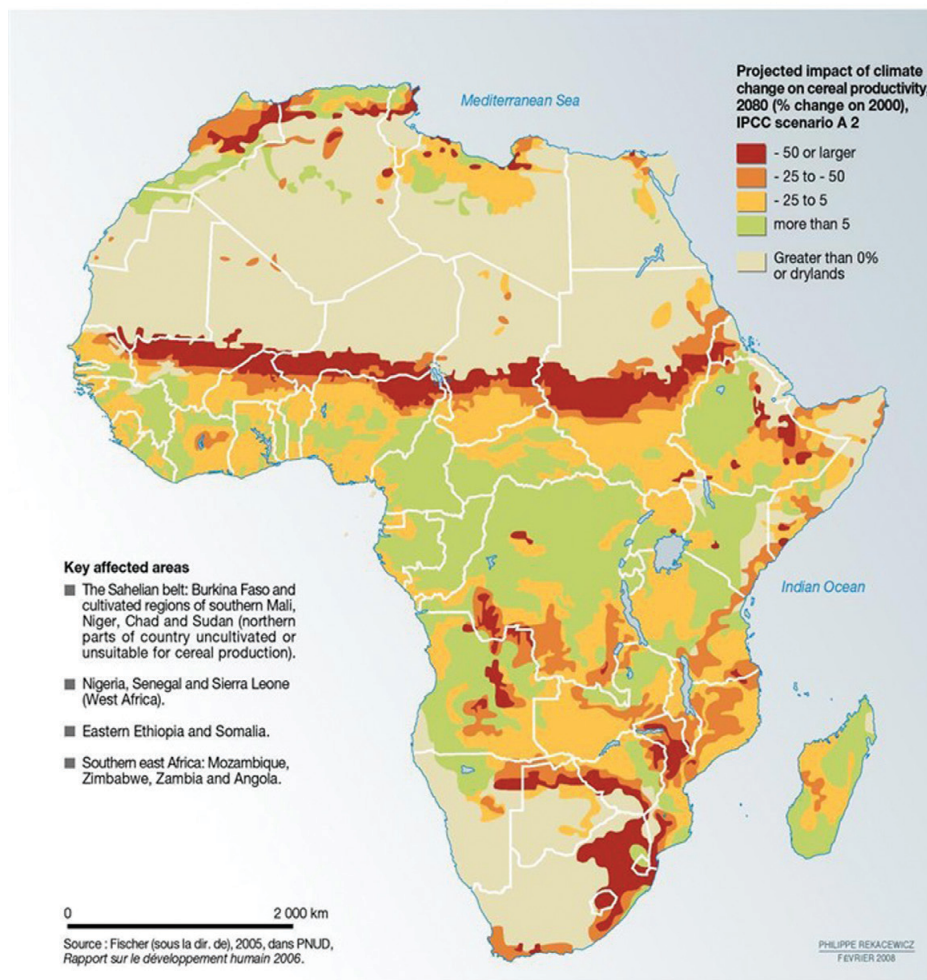 Mediterranean Sea
Projected impact of climate
change on cereal productivity,
2080 (% change on 2000),
IPCC scenario A 2
- 50 or larger
- 25 to - 50
- 25 to 5
more than 5
Greater than 0%
or drylands
Indian Ocean
Key affected areas
The Sahelian belt: Burkina Faso and
cultivated regions of southern Mali,
Niger, Chad and Sudan (northern
parts of country uncultivated or
unsuitable for cereal production).
Nigeria, Senegal and Sierra Leone
(West Africa).
Eastern Ethiopia and Somalia.
Southern east Africa: Mozambique,
Zimbabwe, Zambia and Angola.
0 2 000 km
Source : Fischer (sous la dir. de), 2005, dans PNUD,
Rapport sur le développement humain 2006.
PHILIPPE REKACEWICZ
FÉVRIER 2008